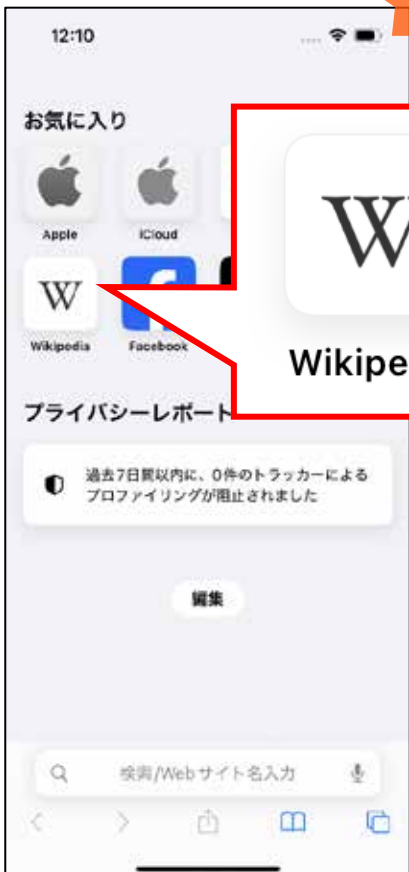 12:10
お気に入り
Apple
iCloud
W
Wikipedia
Facebook
W
Wikipe
プライバシーレポート
過去7日間以内に、0件のトラッカーによる
プロファイリングが阻止されました
編集
検索/Webサイト名入力